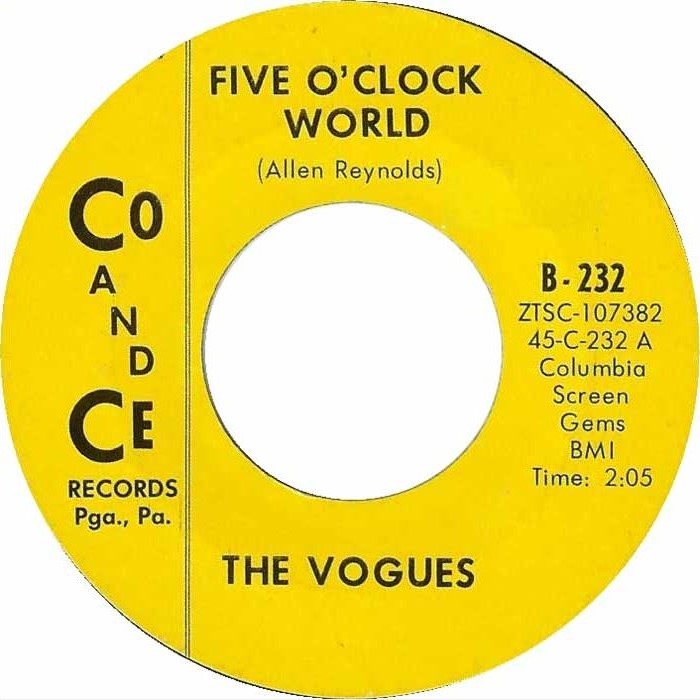 FIVE O'CLOCK
WORLD
(Allen Reynolds)
CO
AND
CE
RECORDS
Pga., Pa.
B-232
ZTSC-107382
45-C-232 A
Columbia
Screen
Gems
BMI
Time: 2:05
THE VOGUES